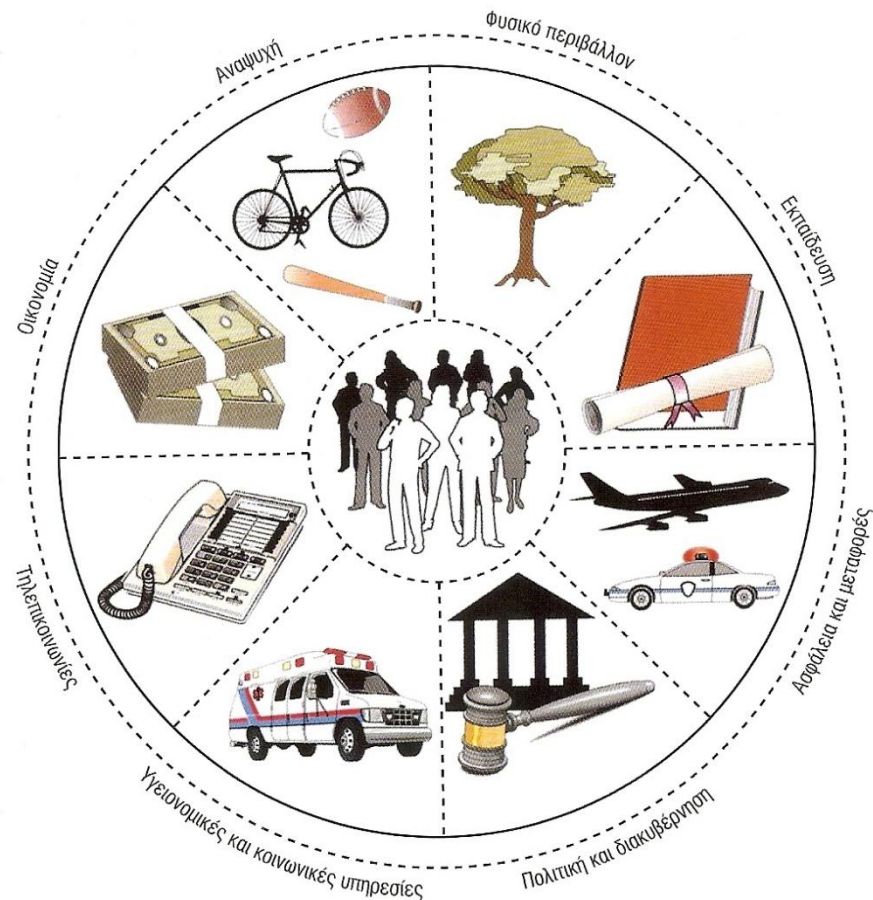 Φυσικό περιβάλλον
Εκπαίδευση
Ασφάλεια και μεταφορές
Πολιτική και διακυβέρνηση
Υγειονομικές και κοινωνικές υπηρεσίες
Τηλεπικοινωνίες
Οικονομία
Αναψυχή